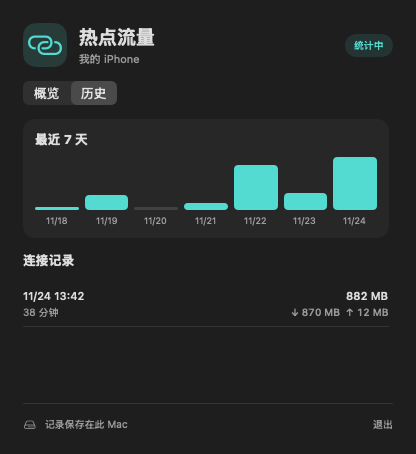 热点流量
我的 iPhone
统计中
概览 历史
最近 7 天
11/18 11/19 11/20 11/21 11/22 11/23 11/24
连接记录
11/24 13:42 882 MB
38 分钟 ↓ 870 MB ↑ 12 MB
记录保存在此 Mac 退出